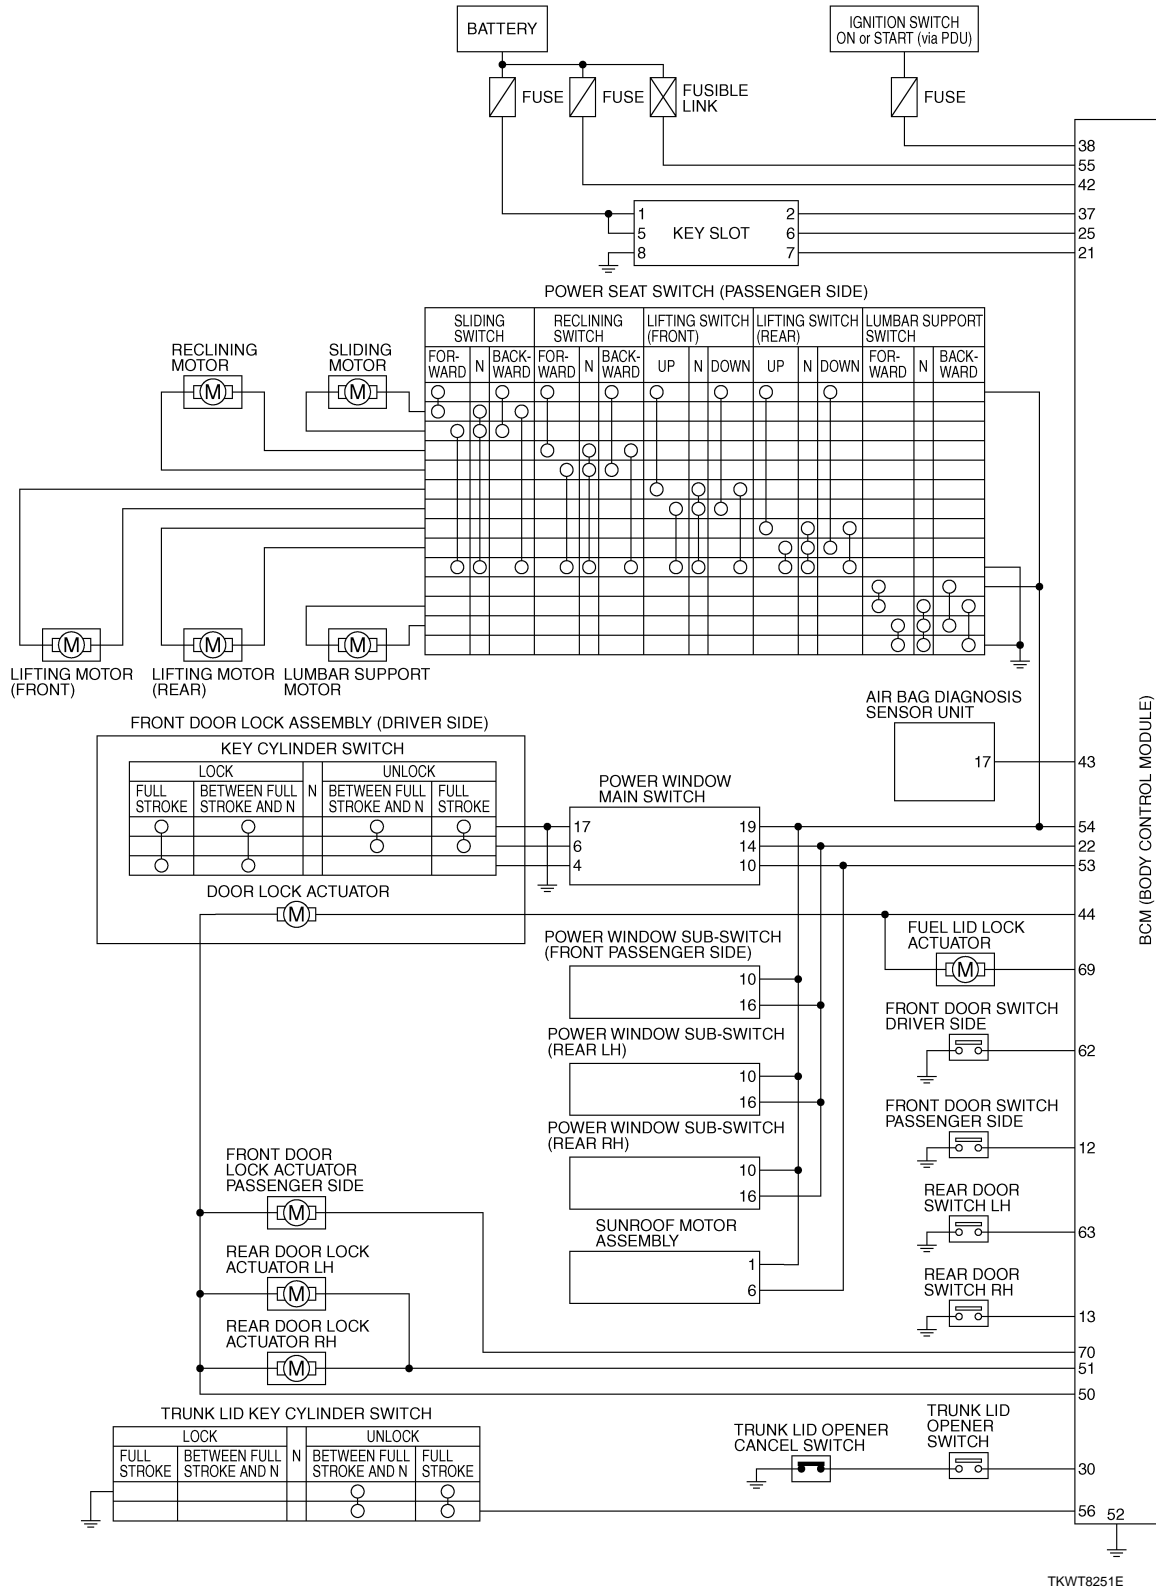 BATTERY
IGNITION SWITCH
ON or START (via PDU)
FUSE
FUSE
FUSIBLE
LINK
FUSE
38
55
42
1
2
37
5
KEY SLOT
6
25
8
7
21
POWER SEAT SWITCH (PASSENGER SIDE)
SLIDING
SWITCH
RECLINING
SWITCH
LIFTING SWITCH
(FRONT)
LIFTING SWITCH
(REAR)
LUMBAR SUPPORT
SWITCH
FOR-
WARD
N
BACK-
WARD
FOR-
WARD
N
BACK-
WARD
UP
N
DOWN
UP
N
DOWN
FOR-
WARD
N
BACK-
WARD
RECLINING
MOTOR
SLIDING
MOTOR
M
M
M
M
M
LIFTING MOTOR
(FRONT)
LIFTING MOTOR
(REAR)
LUMBAR SUPPORT
MOTOR
AIR BAG DIAGNOSIS
SENSOR UNIT
17
43
BCM (BODY CONTROL MODULE)
FRONT DOOR LOCK ASSEMBLY (DRIVER SIDE)
KEY CYLINDER SWITCH
LOCK
N
UNLOCK
FULL
STROKE
BETWEEN FULL
STROKE AND N
BETWEEN FULL
STROKE AND N
FULL
STROKE
POWER WINDOW
MAIN SWITCH
17
19
54
6
14
22
4
10
53
DOOR LOCK ACTUATOR
M
44
FUEL LID LOCK
ACTUATOR
M
69
POWER WINDOW SUB-SWITCH
(FRONT PASSENGER SIDE)
10
16
FRONT DOOR SWITCH
DRIVER SIDE
62
POWER WINDOW SUB-SWITCH
(REAR LH)
10
16
FRONT DOOR SWITCH
PASSENGER SIDE
12
POWER WINDOW SUB-SWITCH
(REAR RH)
10
16
FRONT DOOR
LOCK ACTUATOR
PASSENGER SIDE
M
REAR DOOR
SWITCH LH
63
SUNROOF MOTOR
ASSEMBLY
1
6
REAR DOOR LOCK
ACTUATOR LH
M
REAR DOOR
SWITCH RH
13
REAR DOOR LOCK
ACTUATOR RH
M
70
51
50
TRUNK LID KEY CYLINDER SWITCH
LOCK
N
UNLOCK
FULL
STROKE
BETWEEN FULL
STROKE AND N
BETWEEN FULL
STROKE AND N
FULL
STROKE
TRUNK LID OPENER
CANCEL SWITCH
TRUNK LID
OPENER
SWITCH
30
56
52
TKWT8251E